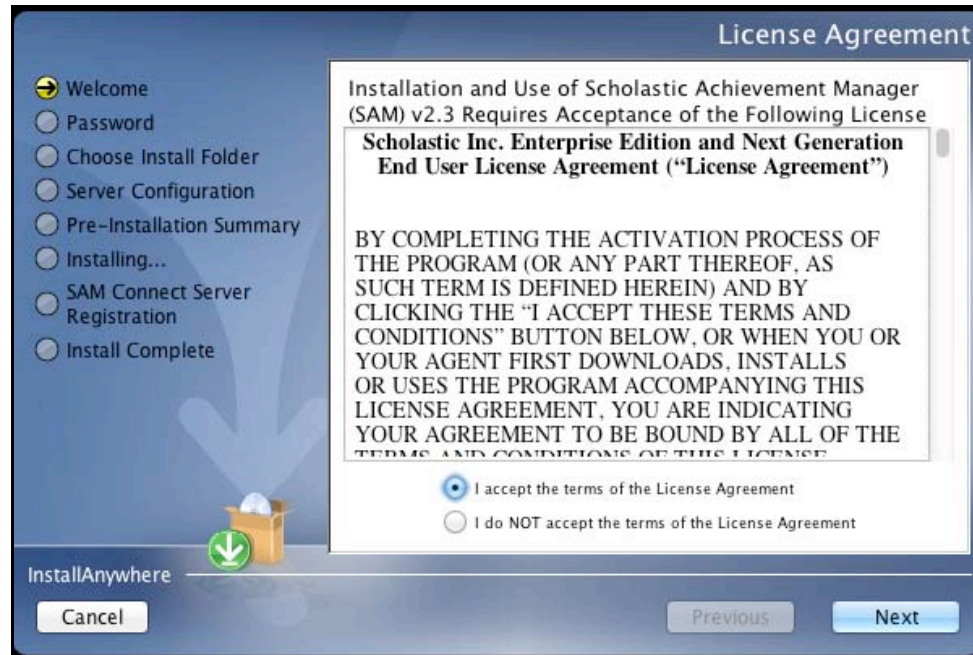 License Agreement
Welcome
Password
Choose Install Folder
Server Configuration
Pre-Installation Summary
Installing...
SAM Connect Server
Registration
Install Complete
Installation and Use of Scholastic Achievement Manager
(SAM) v2.3 Requires Acceptance of the Following License
Scholastic Inc. Enterprise Edition and Next Generation
End User License Agreement (“License Agreement”)
BY COMPLETING THE ACTIVATION PROCESS OF
THE PROGRAM (OR ANY PART THEREOF, AS
SUCH TERM IS DEFINED HEREIN) AND BY
CLICKING THE “I ACCEPT THESE TERMS AND
CONDITIONS” BUTTON BELOW, OR WHEN YOU OR
YOUR AGENT FIRST DOWNLOADS, INSTALLS
OR USES THE PROGRAM ACCOMPANYING THIS
LICENSE AGREEMENT, YOU ARE INDICATING
YOUR AGREEMENT TO BE BOUND BY ALL OF THE
TERMS AND CONDITIONS OF THIS LICENSE
I accept the terms of the License Agreement
I do NOT accept the terms of the License Agreement
InstallAnywhere
Cancel
Previous
Next